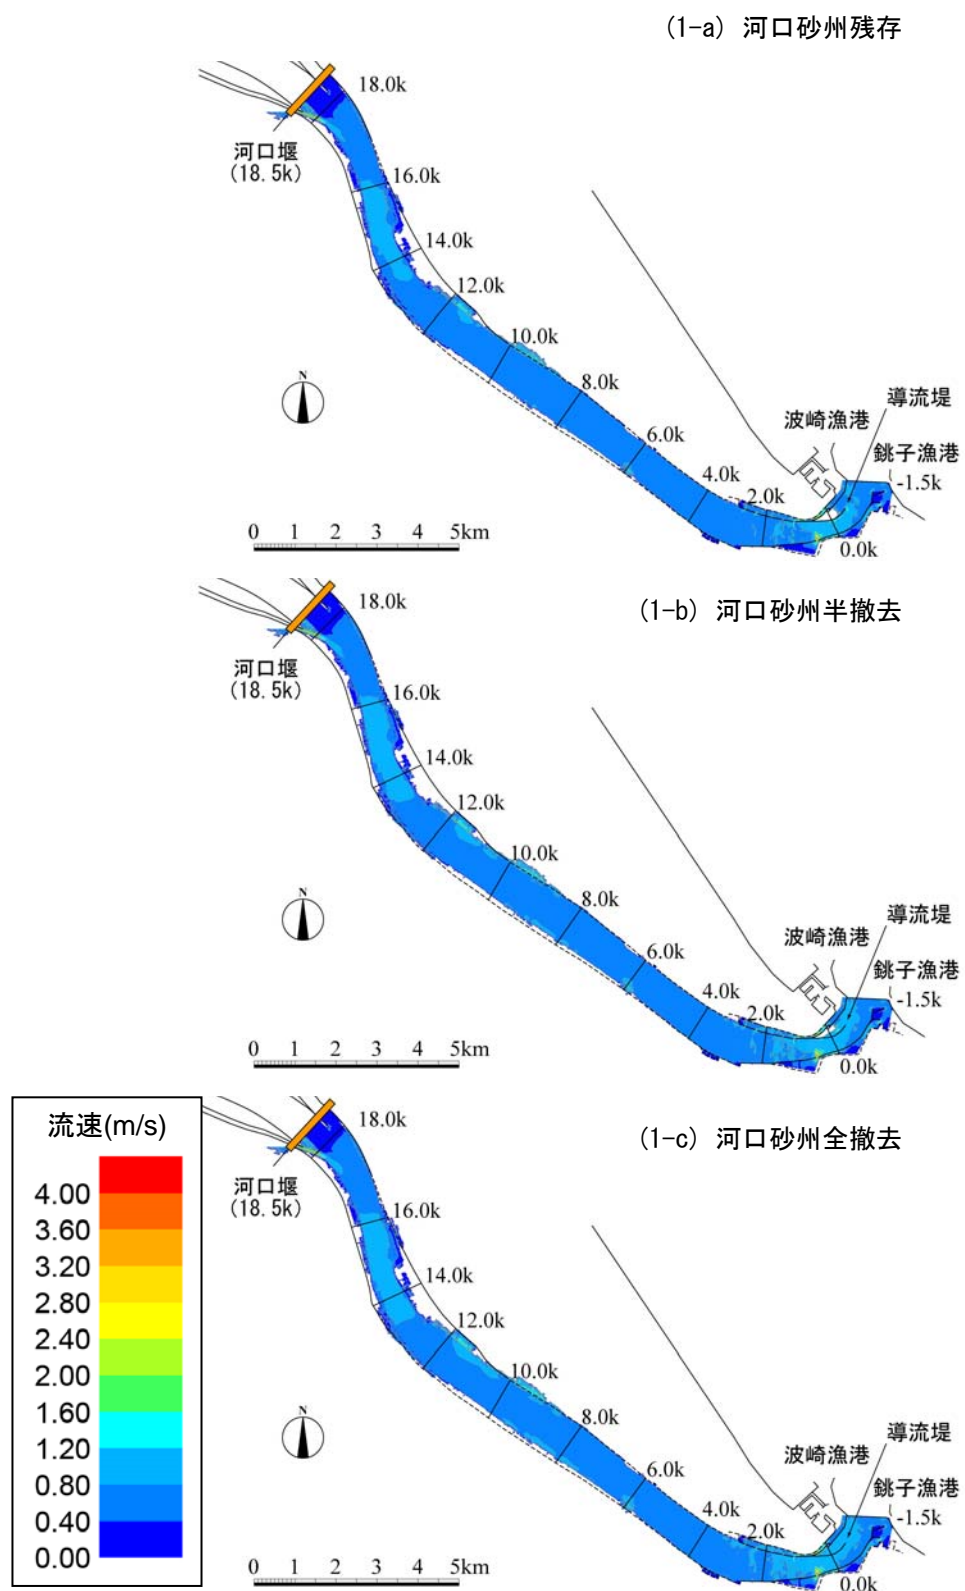 (1-a) 河口砂州残存
18.0k
河口堰
(18.5k)
16.0k
14.0k
12.0k
10.0k
8.0k
6.0k
4.0k
2.0k
波崎漁港
導流堤
銚子漁港
-1.5k
0.0k
N
0 1 2 3 4 5km
(1-b) 河口砂州半撤去
18.0k
河口堰
(18.5k)
16.0k
14.0k
12.0k
10.0k
8.0k
6.0k
4.0k
2.0k
波崎漁港
導流堤
銚子漁港
-1.5k
0.0k
N
0 1 2 3 4 5km
(1-c) 河口砂州全撤去
18.0k
河口堰
(18.5k)
16.0k
14.0k
12.0k
10.0k
8.0k
6.0k
4.0k
2.0k
波崎漁港
導流堤
銚子漁港
-1.5k
0.0k
N
0 1 2 3 4 5km
流速(m/s)
4.00
3.60
3.20
2.80
2.40
2.00
1.60
1.20
0.80
0.40
0.00